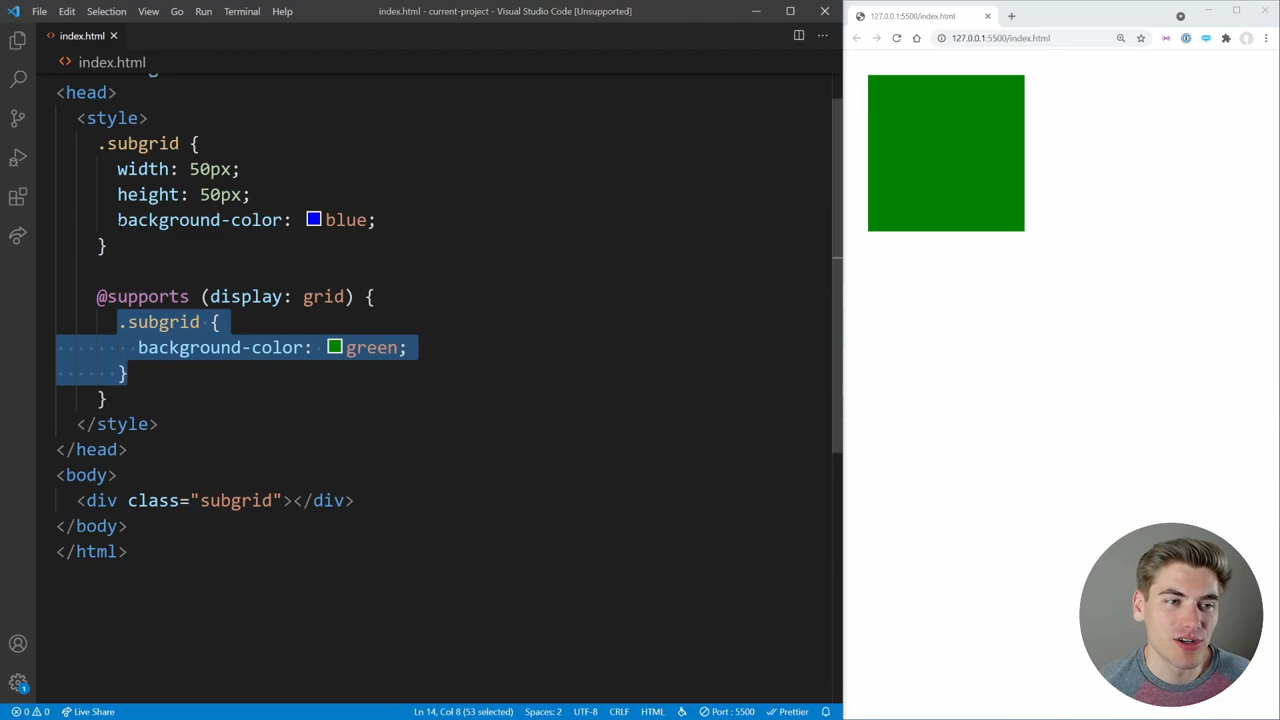 File Edit Selection View Go Run Terminal Help
index.html - current-project - Visual Studio Code [Unsupported]
index.html
index.html
<head>
<style>
.subgrid {
width: 50px;
height: 50px;
background-color: blue;
}
@supports (display: grid) {
.subgrid {
background-color: green;
}
}
</style>
</head>
<body>
<div class="subgrid"></div>
</body>
</html>
1
0 0
Live Share
Ln 14, Col 8 (53 selected)
Spaces: 2
UTF-8
CRLF
HTML
Port : 5500
Prettier
127.0.0.1:5500/index.html
127.0.0.1:5500/index.html